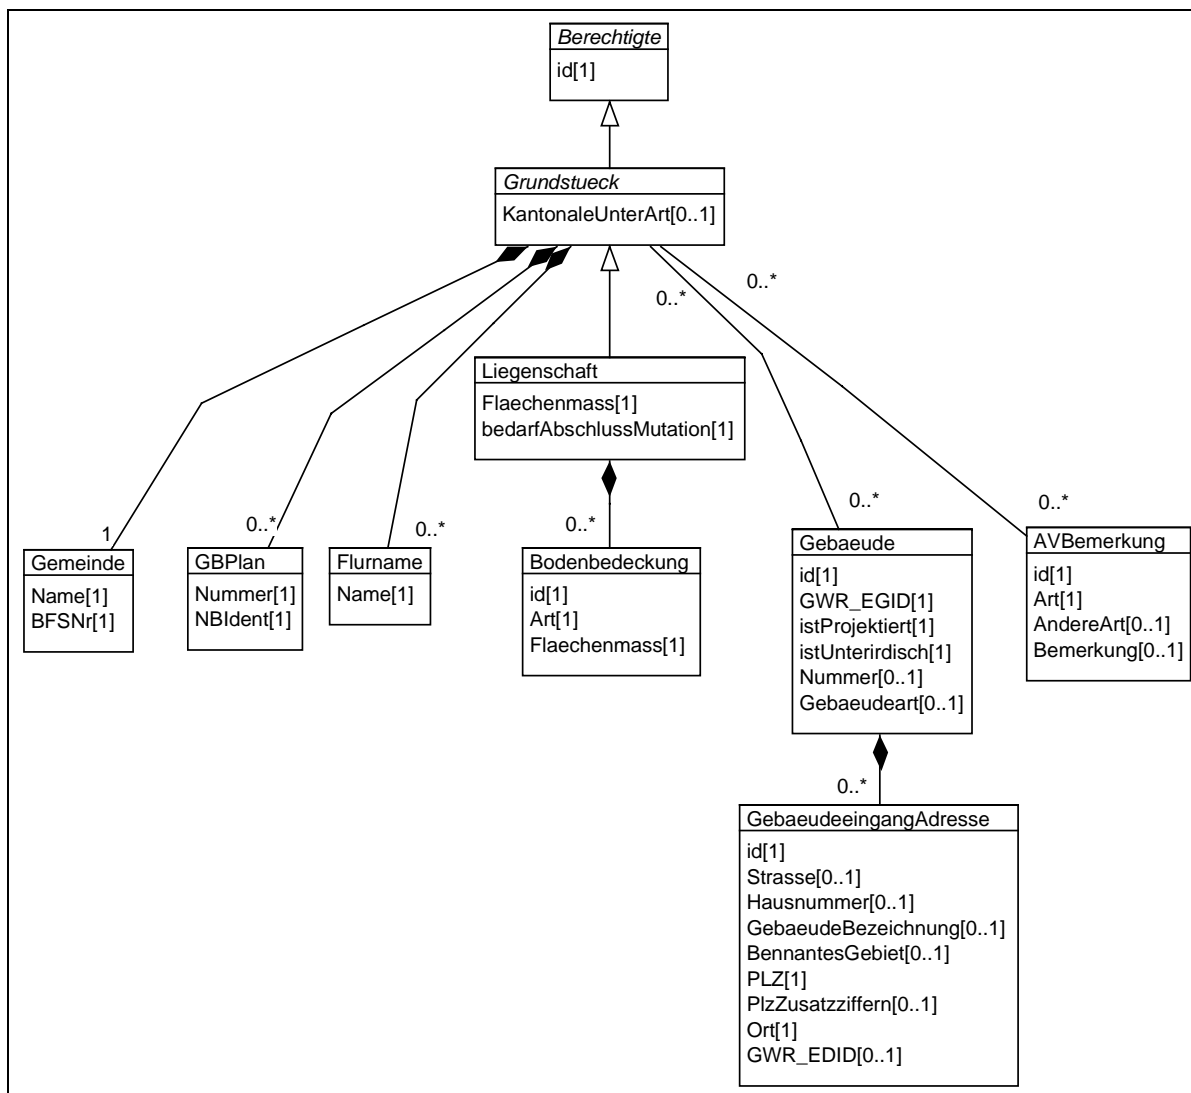 Berechtigte
id[1]
Grundstueck
KantonaleUnterArt[0..1]
0..*
0..*
Liegenschaft
Flaechenmass[1]
bedarfAbschlussMutation[1]
1
0..*
0..*
0..*
0..*
0..*
Gemeinde
Name[1]
BFSNr[1]
GBPlan
Nummer[1]
NBIdent[1]
Flurname
Name[1]
Bodenbedeckung
id[1]
Art[1]
Flaechenmass[1]
Gebaeude
id[1]
GWR_EGID[1]
istProjektiert[1]
istUnterirdisch[1]
Nummer[0..1]
Gebaeudeart[0..1]
AVBemerkung
id[1]
Art[1]
AndereArt[0..1]
Bemerkung[0..1]
0..*
GebaeudeeingangAdresse
id[1]
Strasse[0..1]
Hausnummer[0..1]
GebaeudeBezeichnung[0..1]
BennantesGebiet[0..1]
PLZ[1]
PlzZusatzziffern[0..1]
Ort[1]
GWR_EDID[0..1]